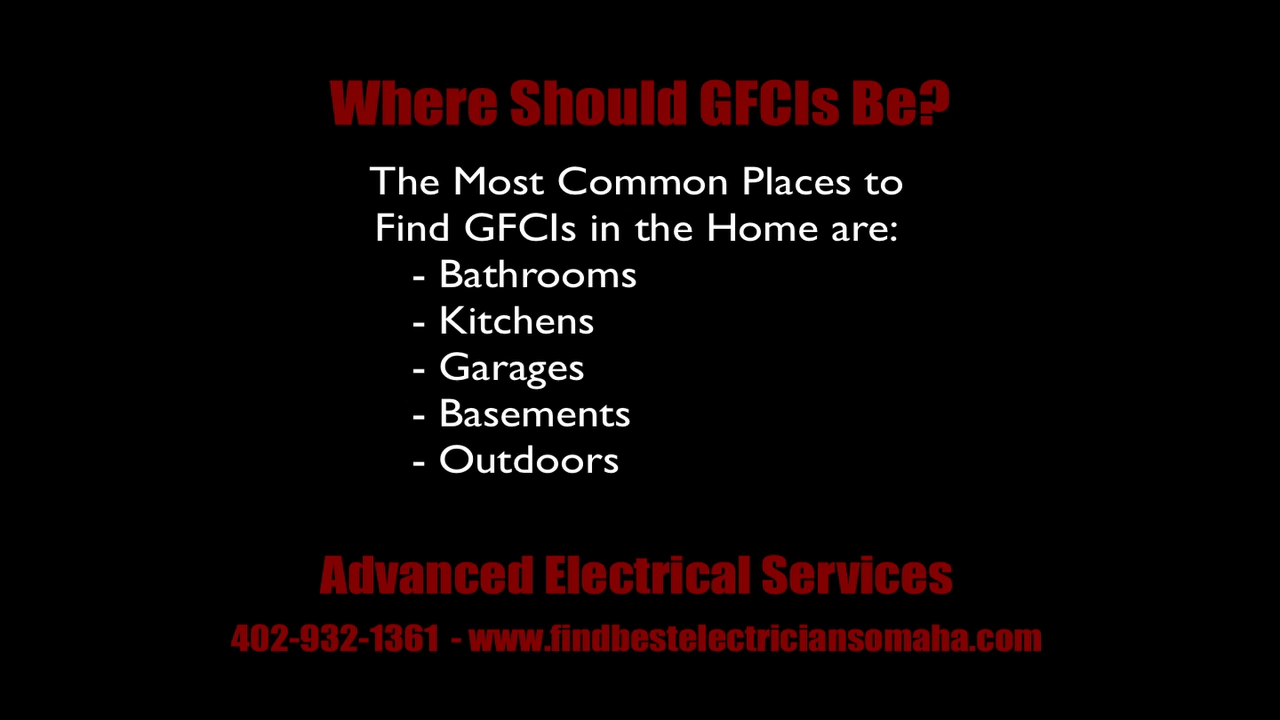 Where Should GFCIs Be?
The Most Common Places to
Find GFCIs in the Home are:
- Bathrooms
- Kitchens
- Garages
- Basements
- Outdoors
Advanced Electrical Services
402-932-1361 - www.findbestelectriciansomaha.com